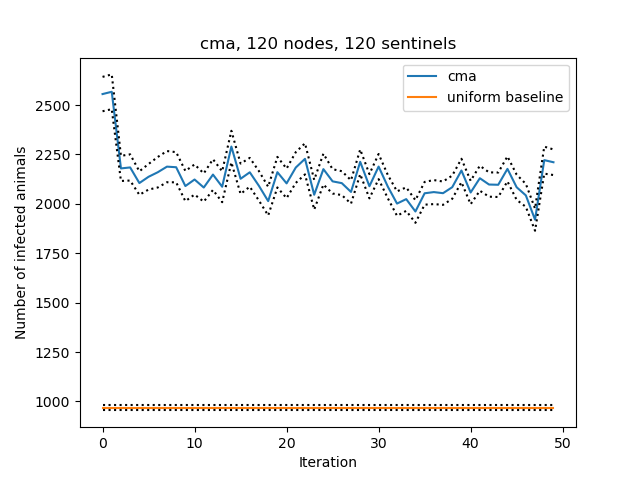 cma, 120 nodes, 120 sentinels
cma
uniform baseline
Number of infected animals
2500
2250
2000
1750
1500
1250
1000
0 10 20 30 40 50
Iteration